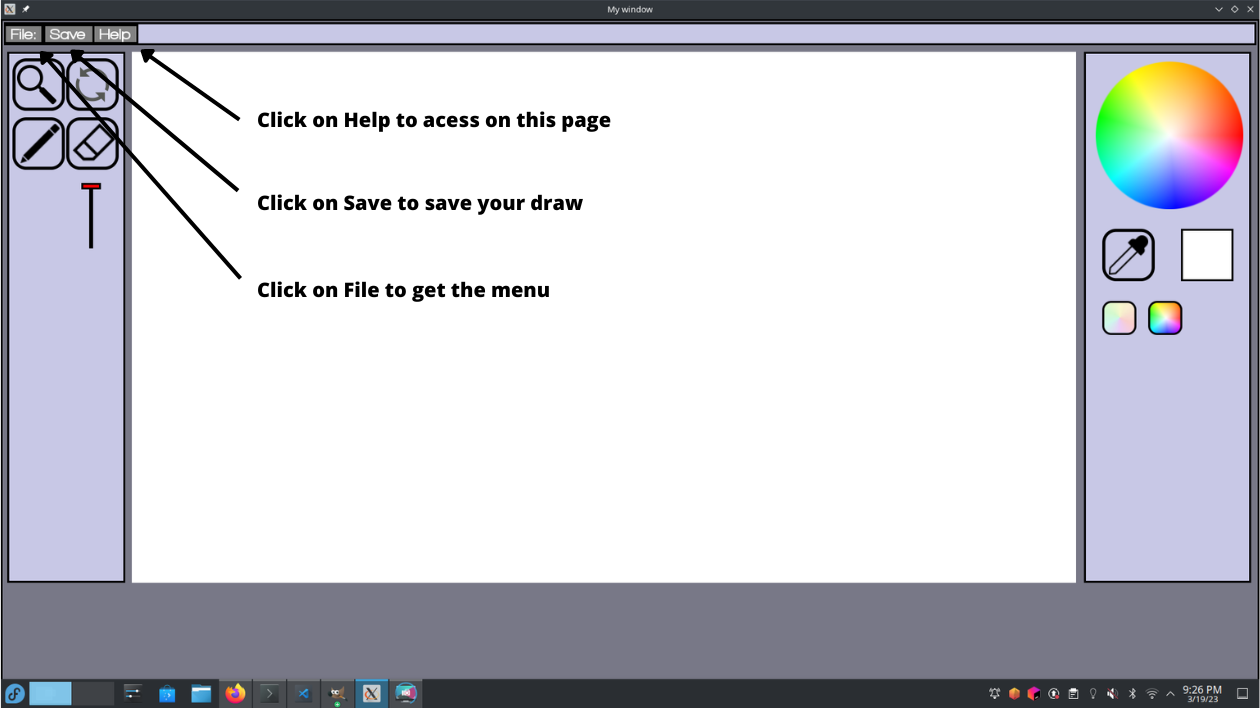 My window
File: Save Help
Click on Help to acess on this page
Click on Save to save your draw
Click on File to get the menu
9:26 PM
3/19/23